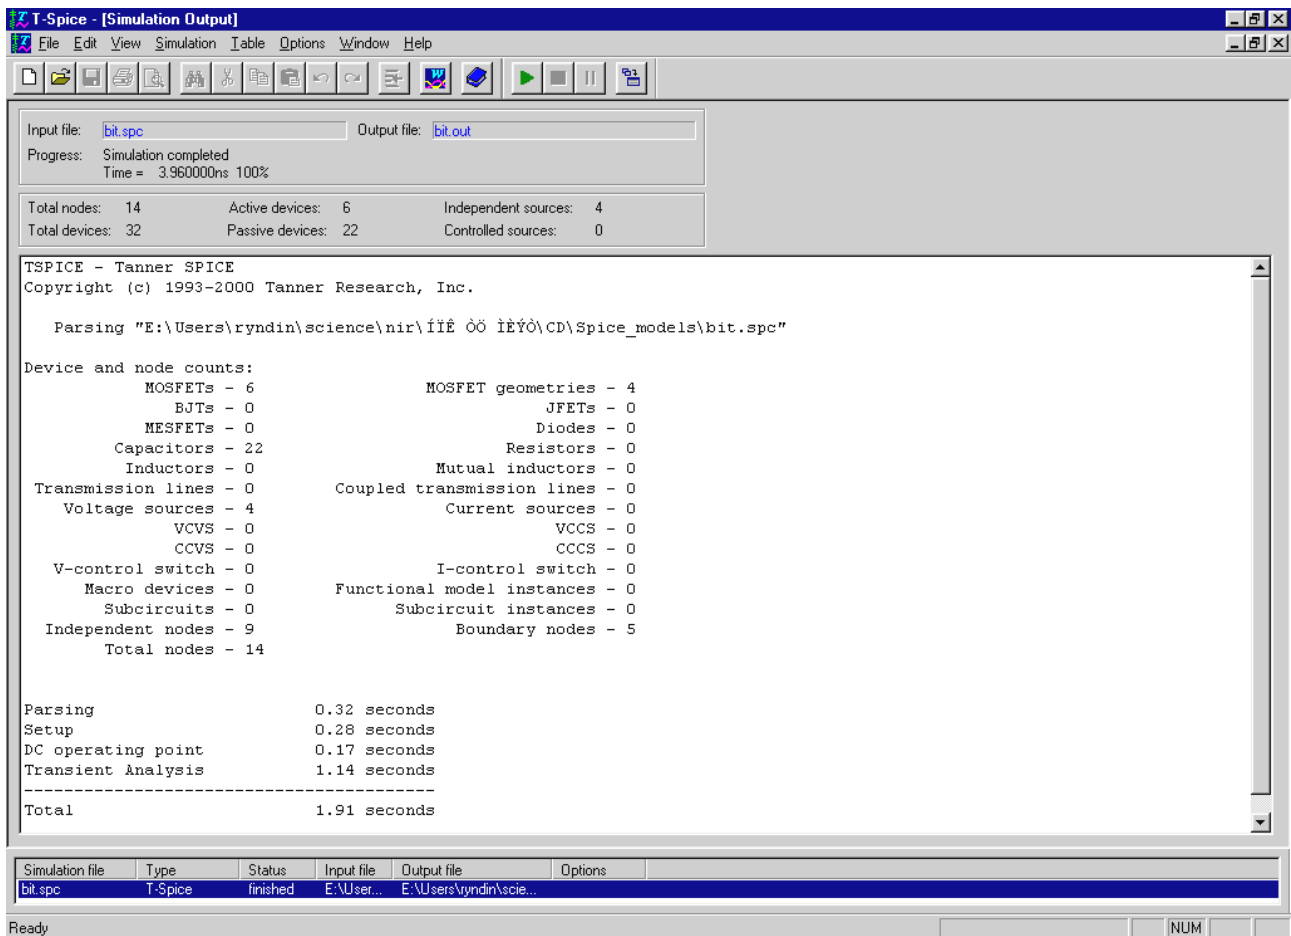 T-Spice - [Simulation Output]
File Edit View Simulation Table Options Window Help
Input file: bit.spc Output file: bit.out
Progress: Simulation completed
Time = 3.960000ns 100%
Total nodes: 14 Active devices: 6 Independent sources: 4
Total devices: 32 Passive devices: 22 Controlled sources: 0
TSPICE - Tanner SPICE
Copyright (c) 1993-2000 Tanner Research, Inc.
Parsing "E:\Users\ryndin\science\nir\ÍÏÊ ÒÖ ÌÈÝÒ\CD\Spice_models\bit.spc"
Device and node counts:
MOSFETs - 6 MOSFET geometries - 4
BJTs - 0 JFETs - 0
MESFETs - 0 Diodes - 0
Capacitors - 22 Resistors - 0
Inductors - 0 Mutual inductors - 0
Transmission lines - 0 Coupled transmission lines - 0
Voltage sources - 4 Current sources - 0
VCVS - 0 VCCS - 0
CCVS - 0 CCCS - 0
V-control switch - 0 I-control switch - 0
Macro devices - 0 Functional model instances - 0
Subcircuits - 0 Subcircuit instances - 0
Independent nodes - 9 Boundary nodes - 5
Total nodes - 14
Parsing 0.32 seconds
Setup 0.28 seconds
DC operating point 0.17 seconds
Transient Analysis 1.14 seconds
-----------------------------------------
Total 1.91 seconds
Simulation file Type Status Input file Output file Options
bit.spc T-Spice finished E:\User... E:\Users\ryndin\scie...
Ready NUM